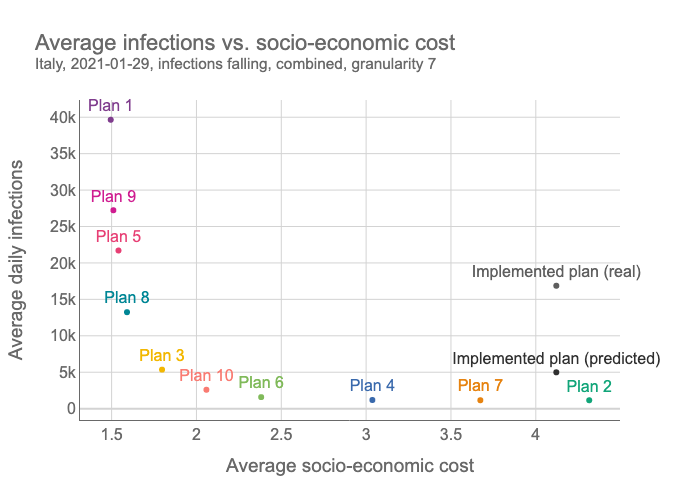 Average infections vs. socio-economic cost
Italy, 2021-01-29, infections falling, combined, granularity 7
Plan 1
40k
35k
30k
Plan 9
25k
Plan 5
20k
Implemented plan (real)
15k
Plan 8
10k
Plan 3
Implemented plan (predicted)
5k
Plan 10
Plan 6
Plan 4
Plan 7
Plan 2
0
1.5
2
2.5
3
3.5
4
Average daily infections
Average socio-economic cost